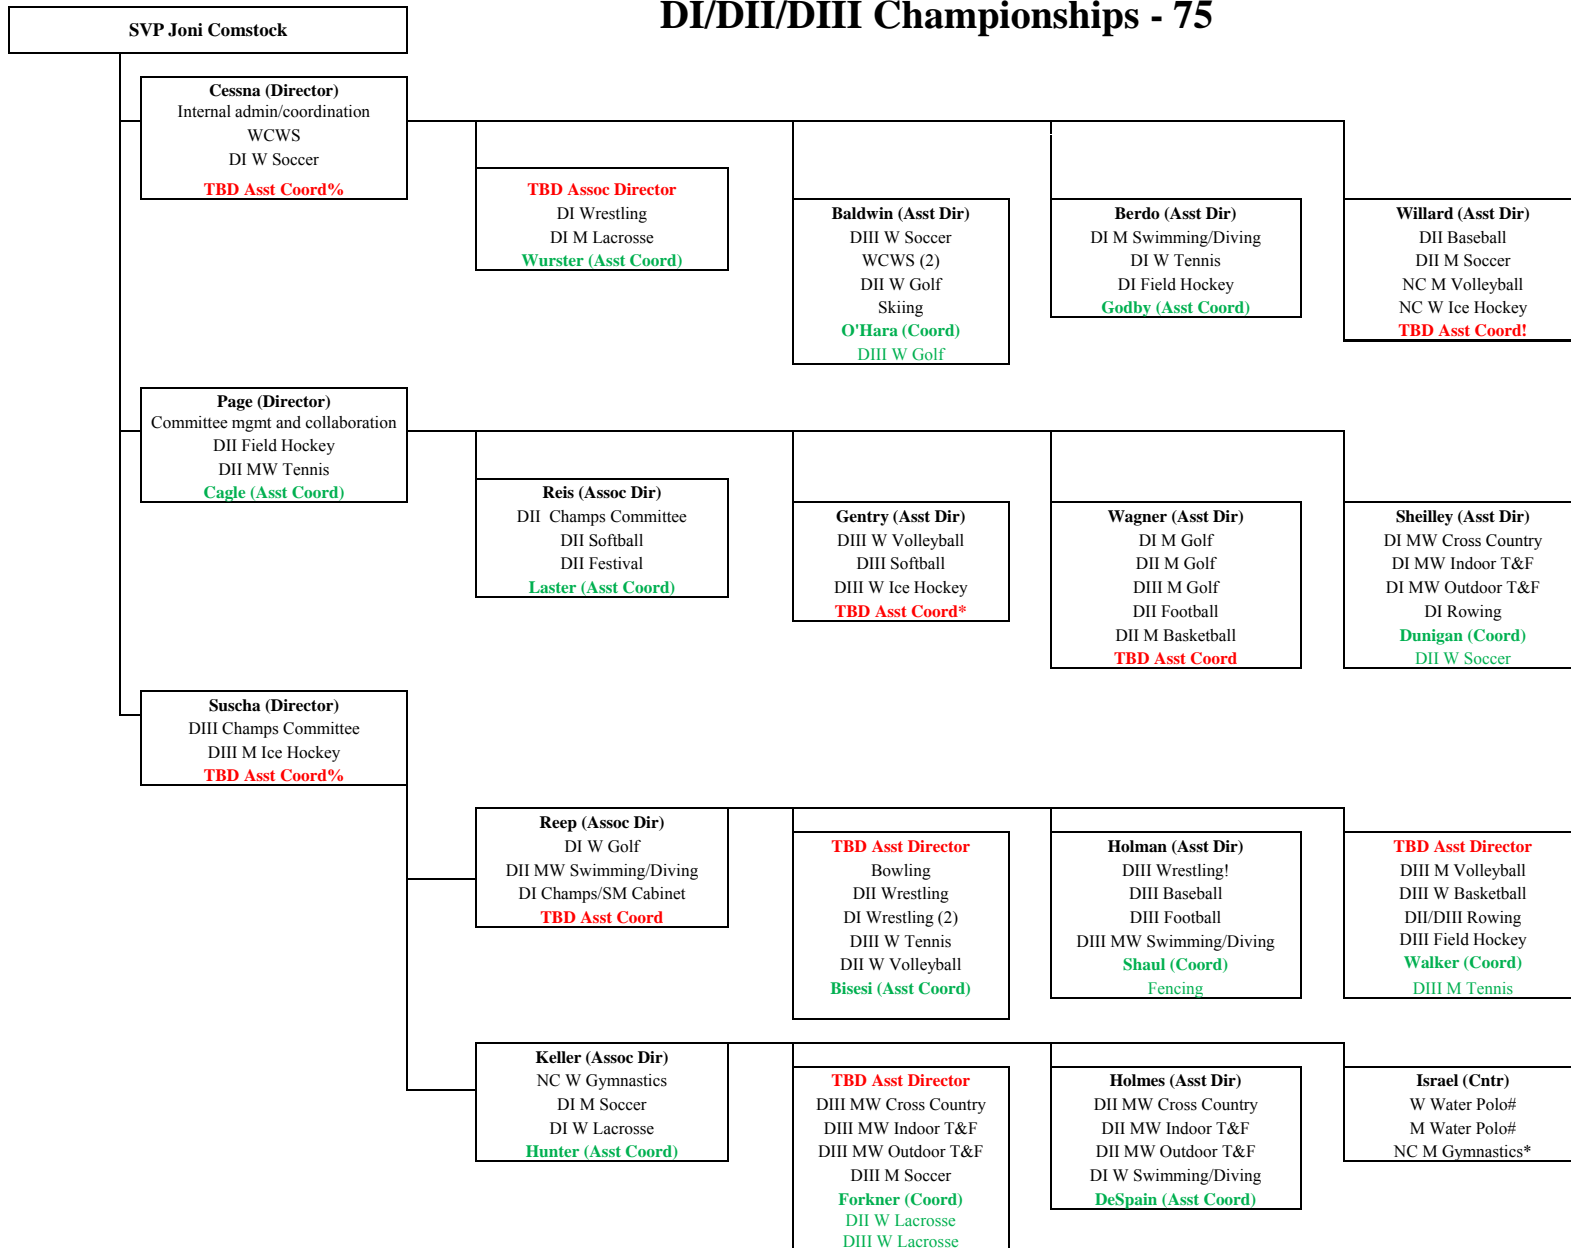 DI/DII/DIII Championships - 75
SVP Joni Comstock
Cessna (Director)
Internal admin/coordination
WCWS
DI W Soccer
TBD Asst Coord%
TBD Assoc Director
DI Wrestling
DI M Lacrosse
Wurster (Asst Coord)
Baldwin (Asst Dir)
DIII W Soccer
WCWS (2)
DII W Golf
Skiing
O'Hara (Coord)
DIII W Golf
Berdo (Asst Dir)
DI M Swimming/Diving
DI W Tennis
DI Field Hockey
Godby (Asst Coord)
Willard (Asst Dir)
DII Baseball
DII M Soccer
NC M Volleyball
NC W Ice Hockey
TBD Asst Coord!
Page (Director)
Committee mgmt and collaboration
DII Field Hockey
DII MW Tennis
Cagle (Asst Coord)
Reis (Assoc Dir)
DII Champs Committee
DII Softball
DII Festival
Laster (Asst Coord)
Gentry (Asst Dir)
DIII W Volleyball
DIII Softball
DIII W Ice Hockey
TBD Asst Coord*
Wagner (Asst Dir)
DI M Golf
DII M Golf
DIII M Golf
DII Football
DII M Basketball
TBD Asst Coord
Sheilley (Asst Dir)
DI MW Cross Country
DI MW Indoor T&F
DI MW Outdoor T&F
DI Rowing
Dunigan (Coord)
DII W Soccer
Suscha (Director)
DIII Champs Committee
DIII M Ice Hockey
TBD Asst Coord%
Reep (Assoc Dir)
DI W Golf
DII MW Swimming/Diving
DI Champs/SM Cabinet
TBD Asst Coord
TBD Asst Director
Bowling
DII Wrestling
DI Wrestling (2)
DIII W Tennis
DII W Volleyball
Bisesi (Asst Coord)
Holman (Asst Dir)
DIII Wrestling!
DIII Baseball
DIII Football
DIII MW Swimming/Diving
Shaul (Coord)
Fencing
TBD Asst Director
DIII M Volleyball
DIII W Basketball
DII/DIII Rowing
DIII Field Hockey
Walker (Coord)
DIII M Tennis
Keller (Assoc Dir)
NC W Gymnastics
DI M Soccer
DI W Lacrosse
Hunter (Asst Coord)
TBD Asst Director
DIII MW Cross Country
DIII MW Indoor T&F
DIII MW Outdoor T&F
DIII M Soccer
Forkner (Coord)
DII W Lacrosse
DIII W Lacrosse
Holmes (Asst Dir)
DII MW Cross Country
DII MW Indoor T&F
DII MW Outdoor T&F
DI W Swimming/Diving
DeSpain (Asst Coord)
Israel (Cntr)
W Water Polo#
M Water Polo#
NC M Gymnastics*